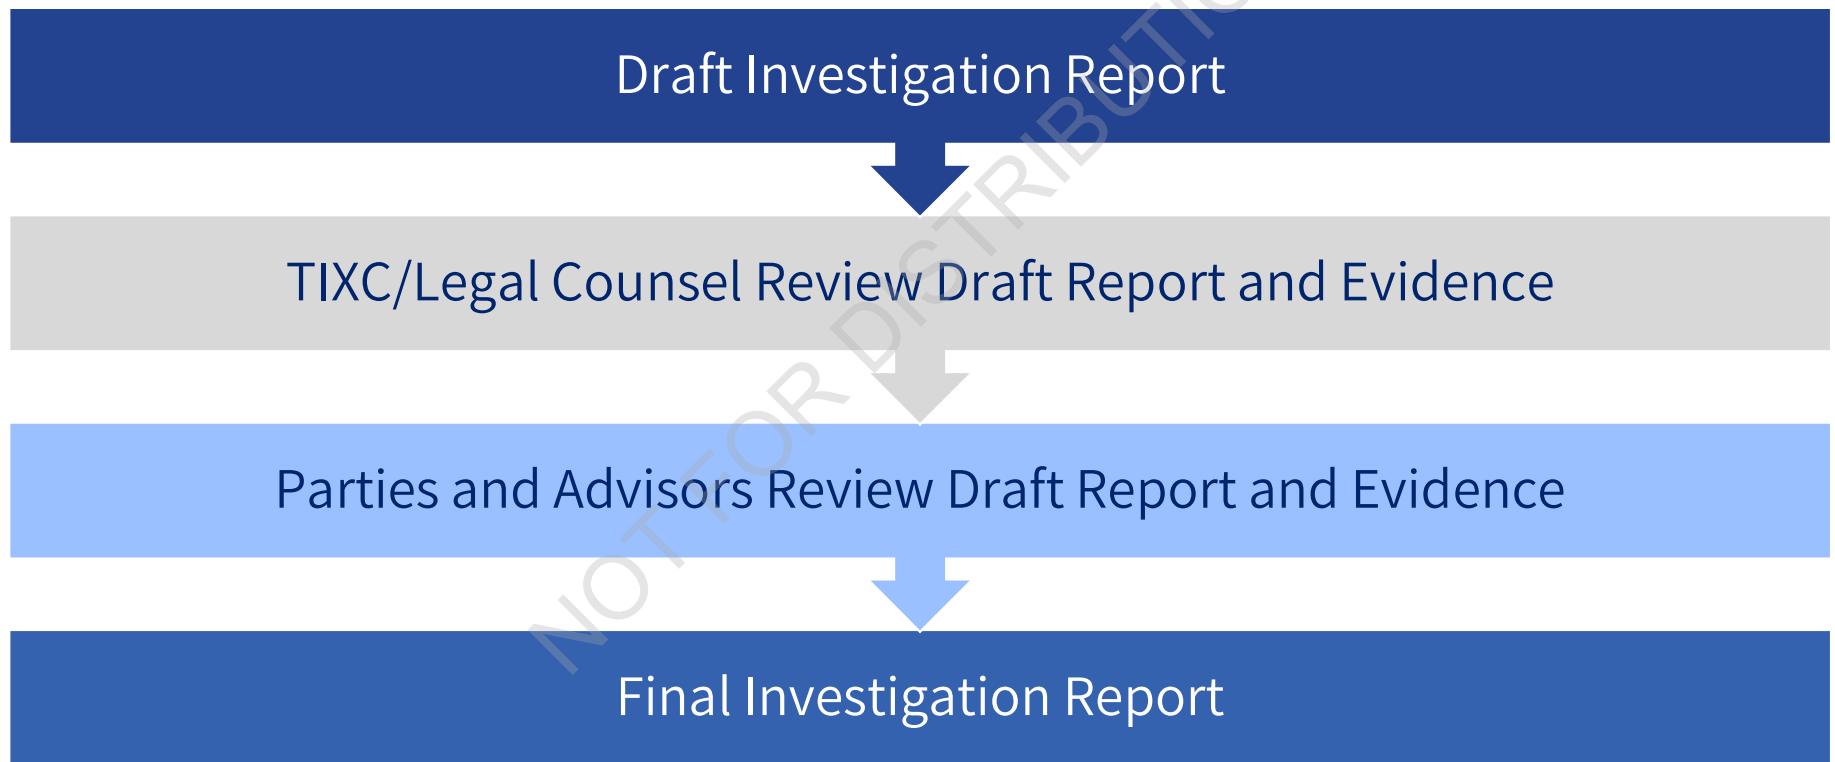 Draft Investigation Report
TIXC/Legal Counsel Review Draft Report and Evidence
Parties and Advisors Review Draft Report and Evidence
Final Investigation Report
NOT FOR DISTRIBUTIO